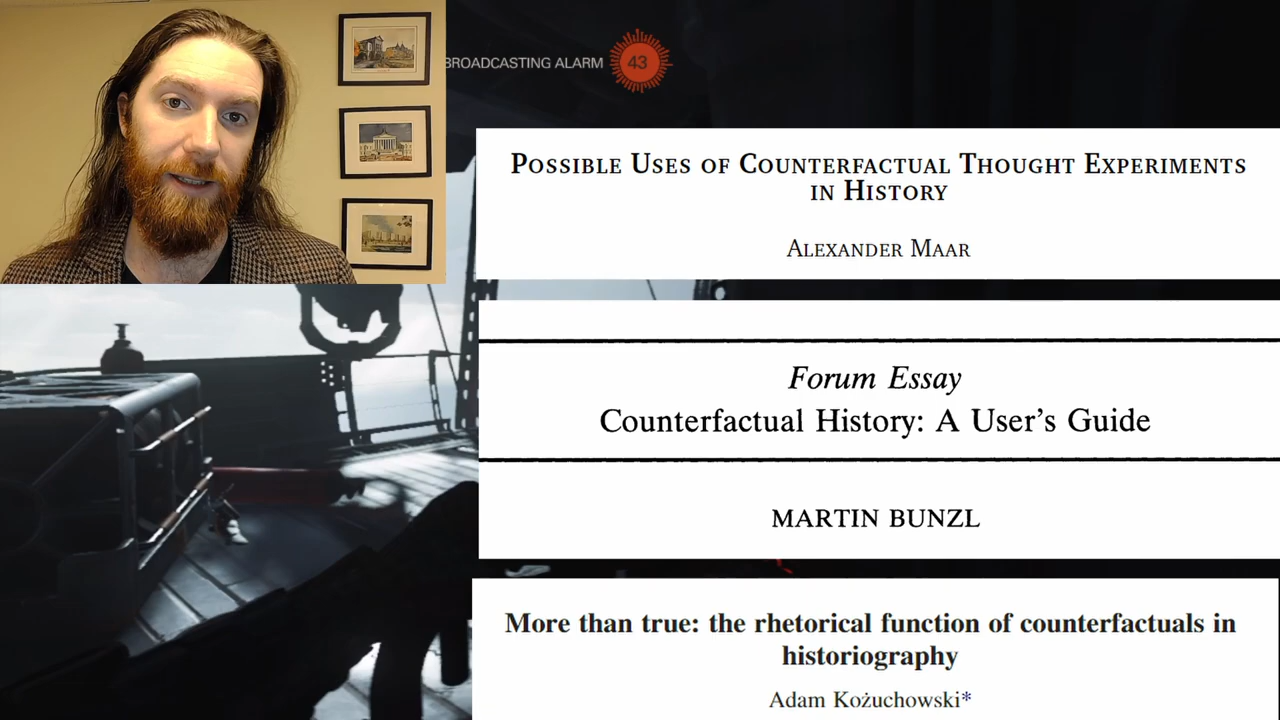 BROADCASTING ALARM 43
POSSIBLE USES OF COUNTERFACTUAL THOUGHT EXPERIMENTS
IN HISTORY
ALEXANDER MAAR
Forum Essay
Counterfactual History: A User's Guide
MARTIN BUNZL
More than true: the rhetorical function of counterfactuals in
historiography
Adam Kożuchowski*